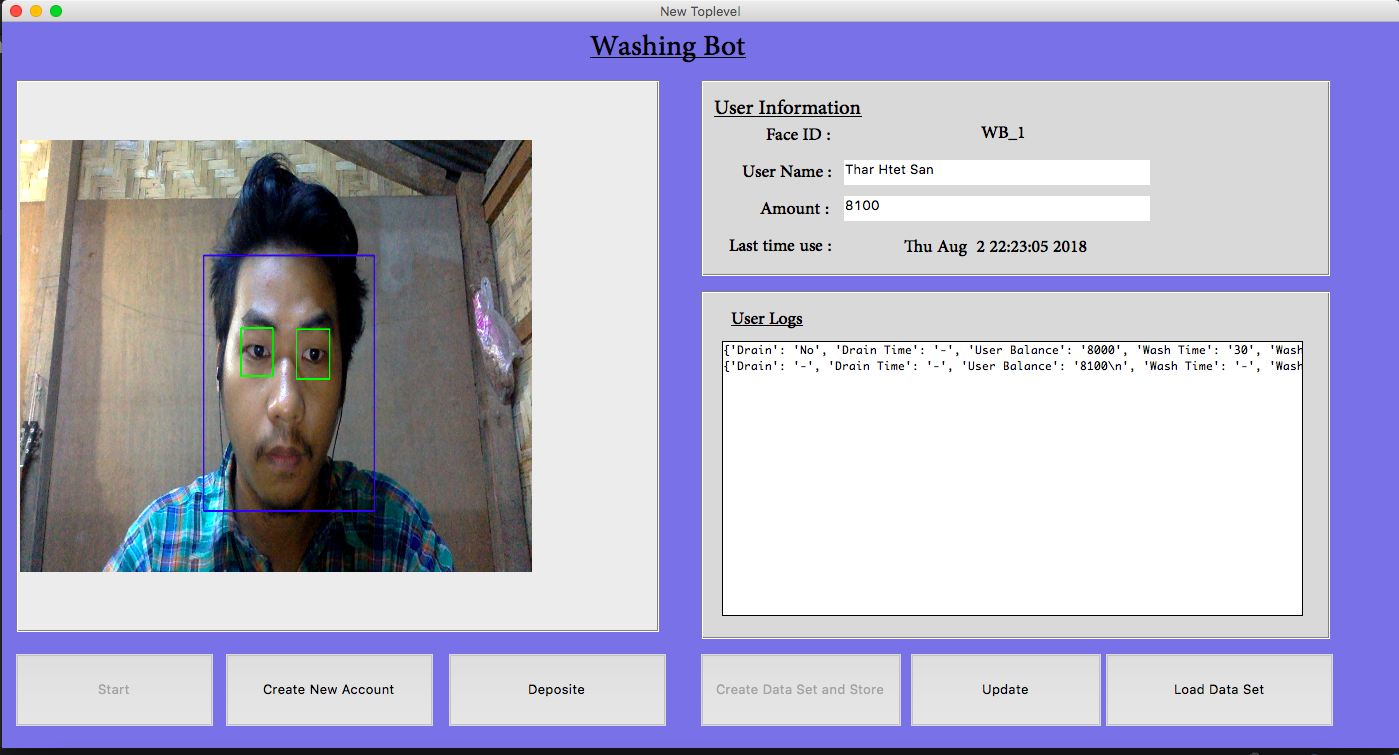 New Toplevel
Washing Bot
User Information
Face ID : WB_1
User Name : Thar Htet San
Amount : 8100
Last time use : Thu Aug  2 22:23:05 2018
User Logs
{'Drain': 'No', 'Drain Time': '-', 'User Balance': '8000', 'Wash Time': '30', 'Wash
{'Drain': '-', 'Drain Time': '-', 'User Balance': '8100\n', 'Wash Time': '-', 'Wash
Start
Create New Account
Deposite
Create Data Set and Store
Update
Load Data Set